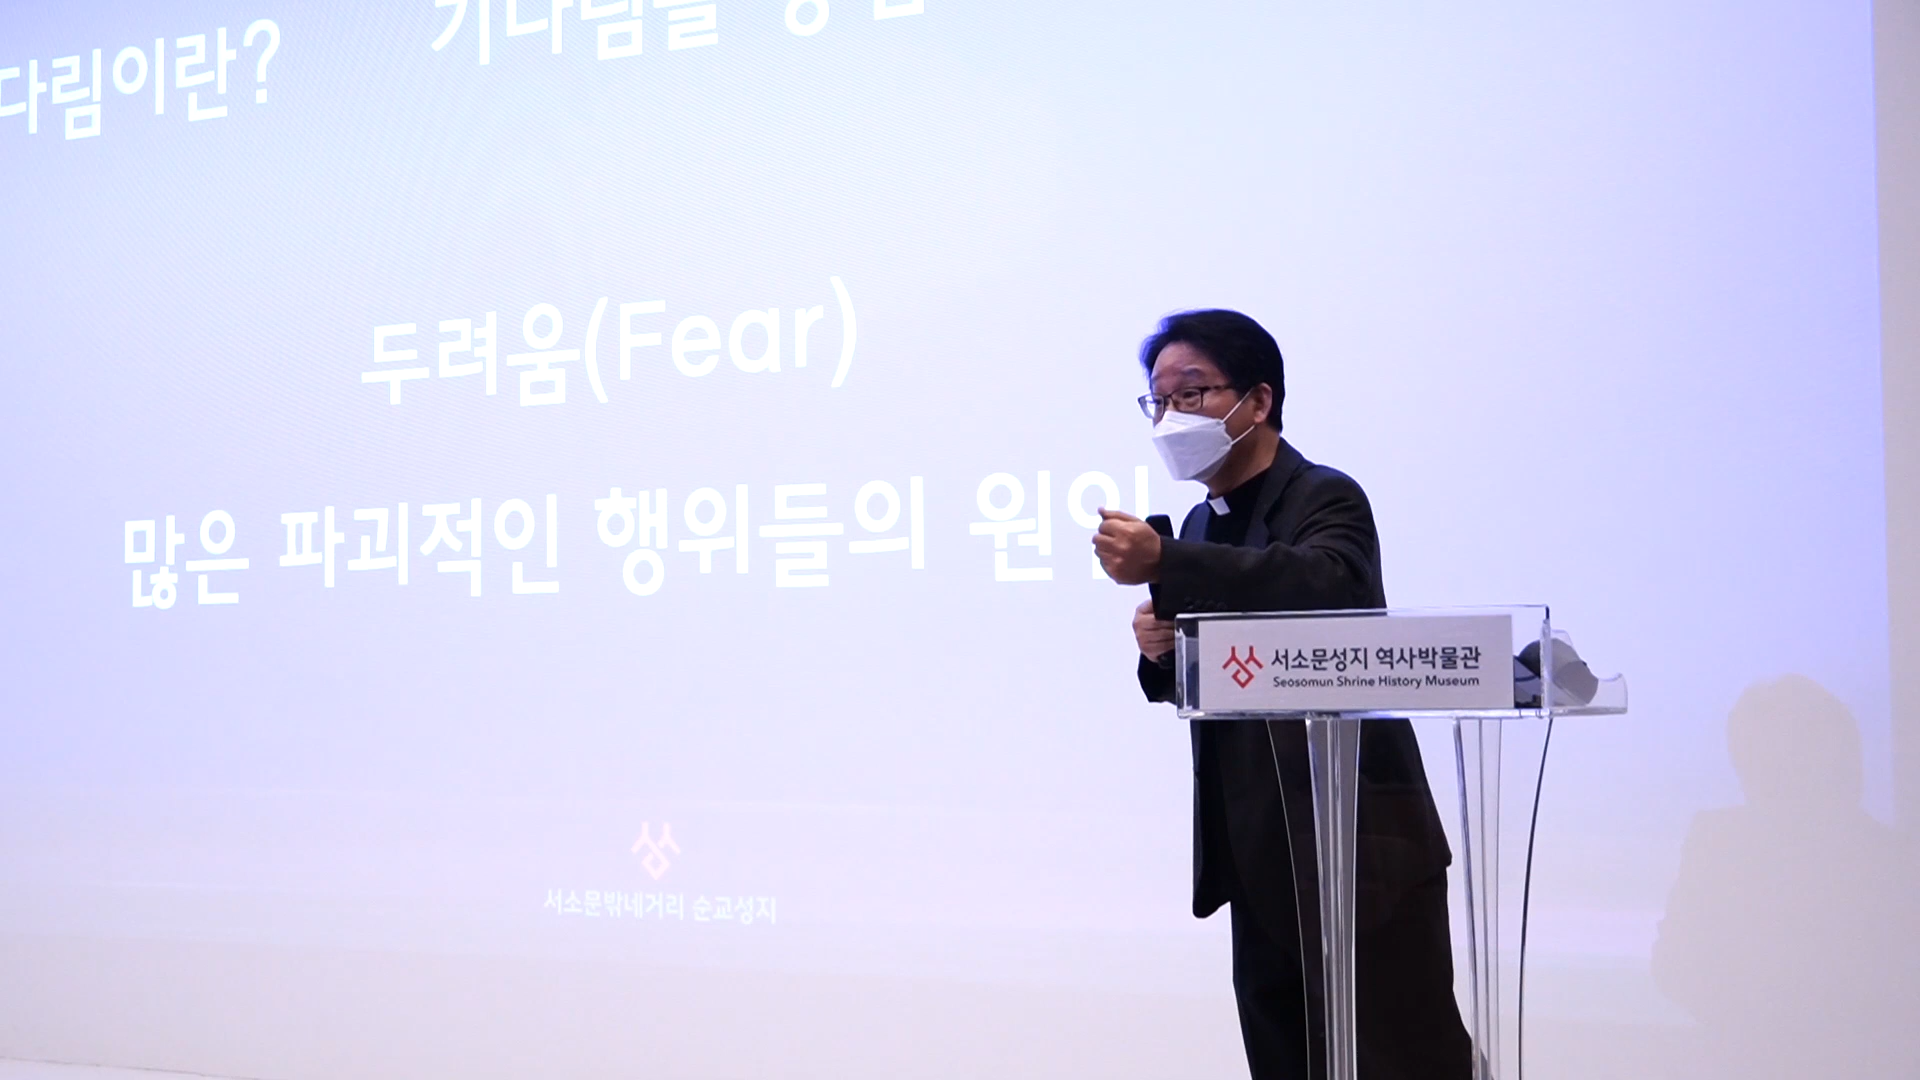 다림이란?
두려움(Fear)
많은 파괴적인 행위들의 원인
서소문성지 역사박물관
Seosomun Shrine History Museum
서소문밖네거리 순교성지